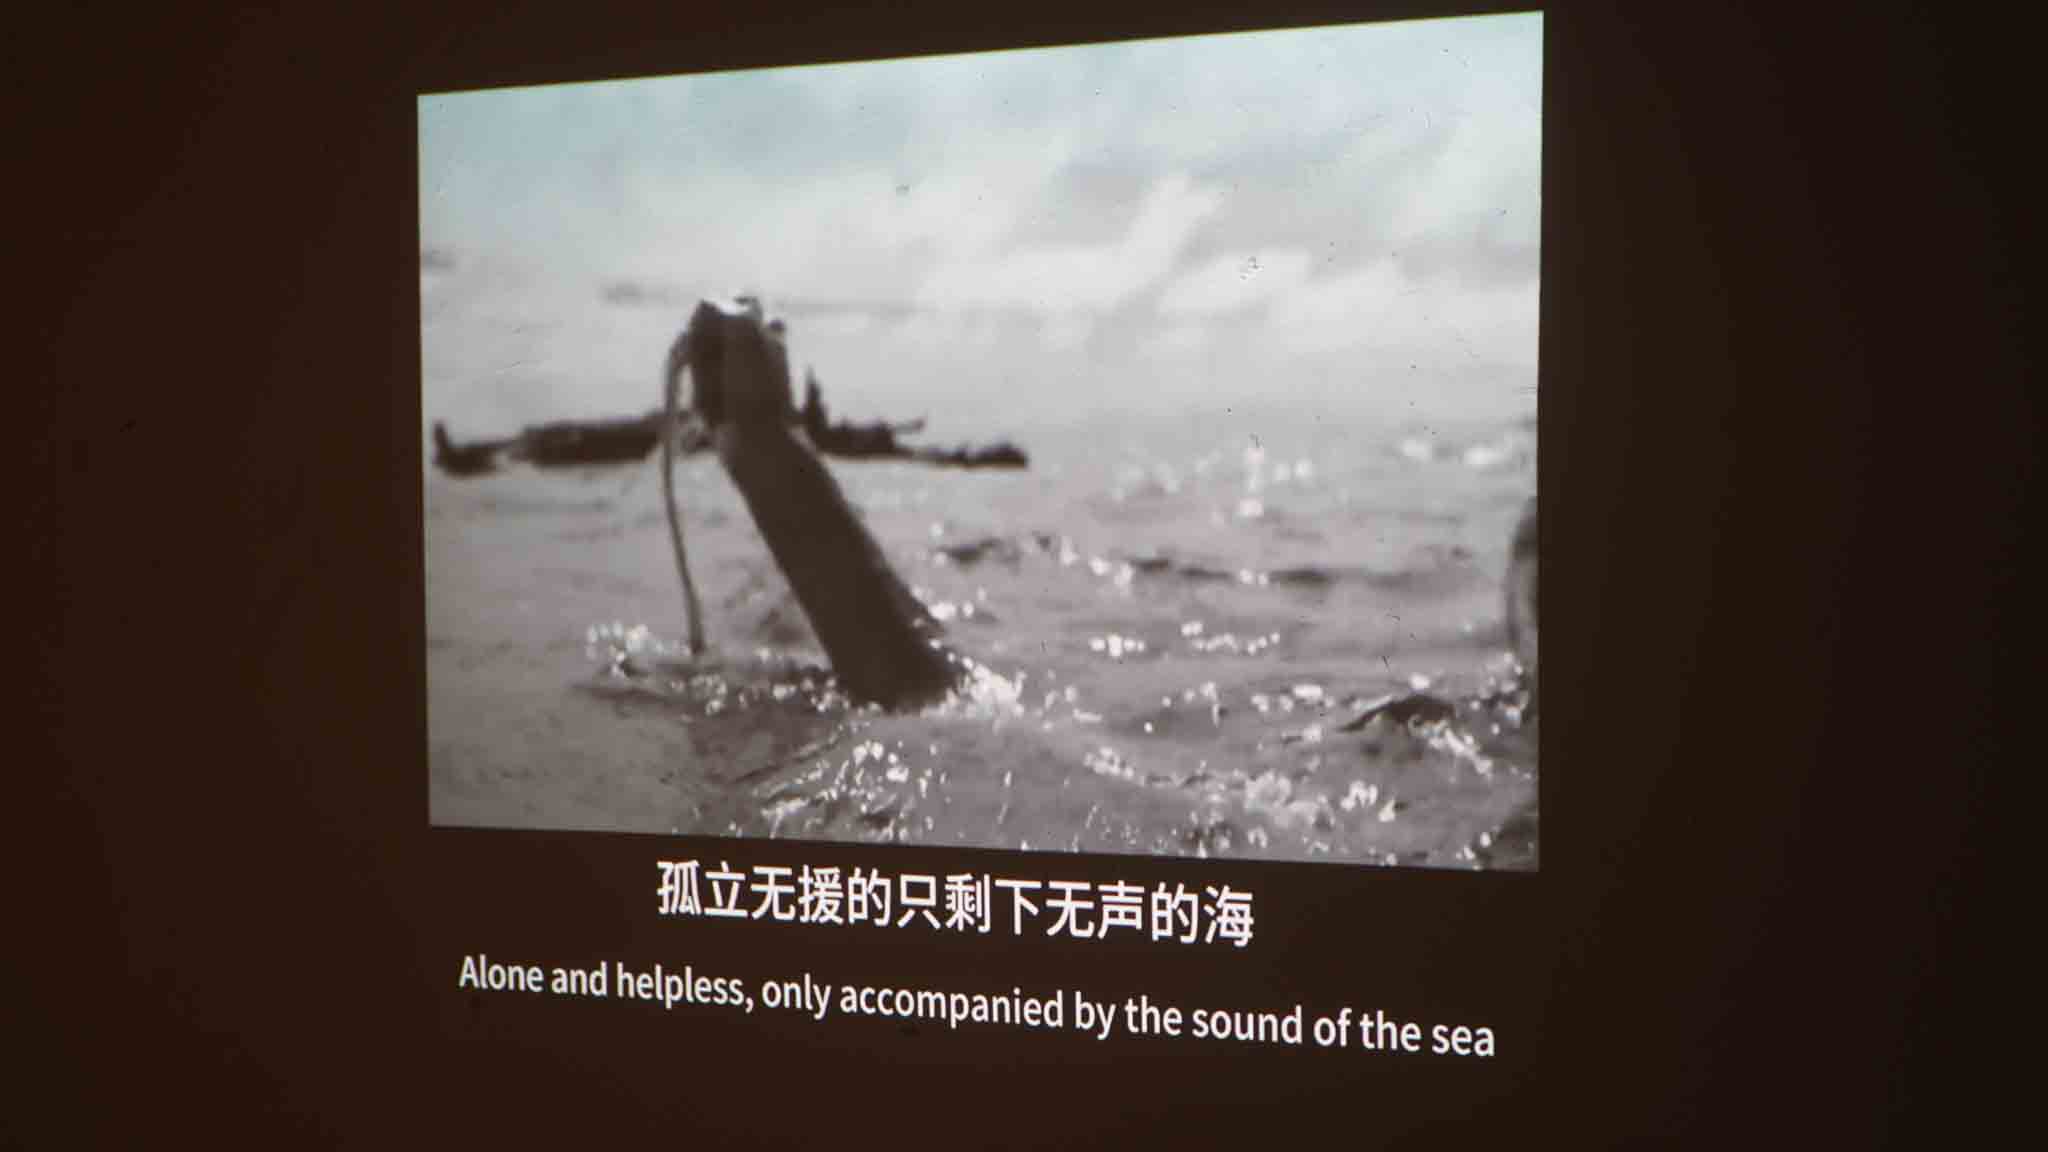 孤立无援的只剩下无声的海
Alone and helpless, only accompanied by the sound of the sea